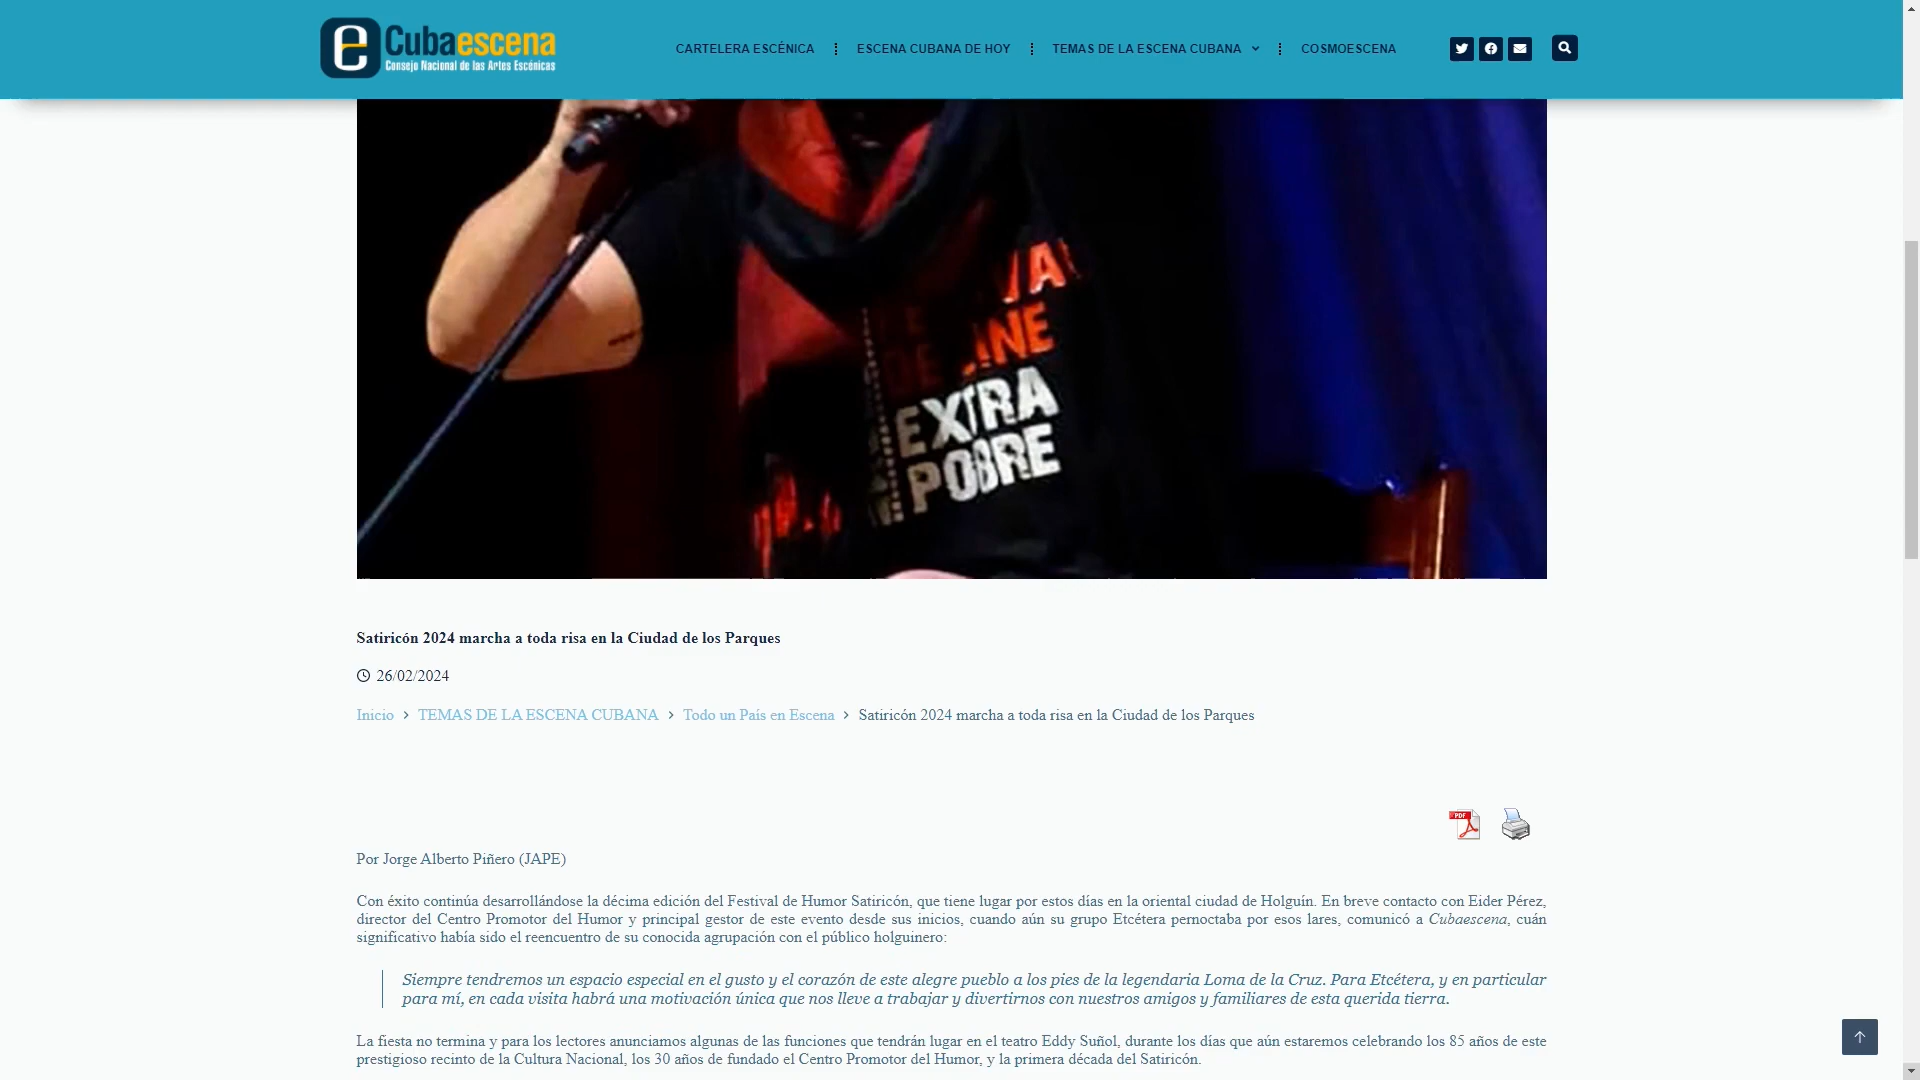 Cubaescena
Consejo Nacional de las Artes Escénicas
CARTELERA ESCÉNICA
ESCENA CUBANA DE HOY
TEMAS DE LA ESCENA CUBANA
COSMOESCENA
EXTRA
POBRE
Satiricón 2024 marcha a toda risa en la Ciudad de los Parques
26/02/2024
Inicio > TEMAS DE LA ESCENA CUBANA > Todo un País en Escena > Satiricón 2024 marcha a toda risa en la Ciudad de los Parques
PDF
Por Jorge Alberto Piñero (JAPE)
Con éxito continúa desarrollándose la décima edición del Festival de Humor Satiricón, que tiene lugar por estos días en la oriental ciudad de Holguín. En breve contacto con Eider Pérez,
director del Centro Promotor del Humor y principal gestor de este evento desde sus inicios, cuando aún su grupo Etcétera pernoctaba por esos lares, comunicó a Cubaescena, cuán
significativo había sido el reencuentro de su conocida agrupación con el público holguinero:
Siempre tendremos un espacio especial en el gusto y el corazón de este alegre pueblo a los pies de la legendaria Loma de la Cruz. Para Etcétera, y en particular
para mí, en cada visita habrá una motivación única que nos lleve a trabajar y divertirnos con nuestros amigos y familiares de esta querida tierra.
La fiesta no termina y para los lectores anunciamos algunas de las funciones que tendrán lugar en el teatro Eddy Suñol, durante los días que aún estaremos celebrando los 85 años de este
prestigioso recinto de la Cultura Nacional, los 30 años de fundado el Centro Promotor del Humor, y la primera década del Satiricón.